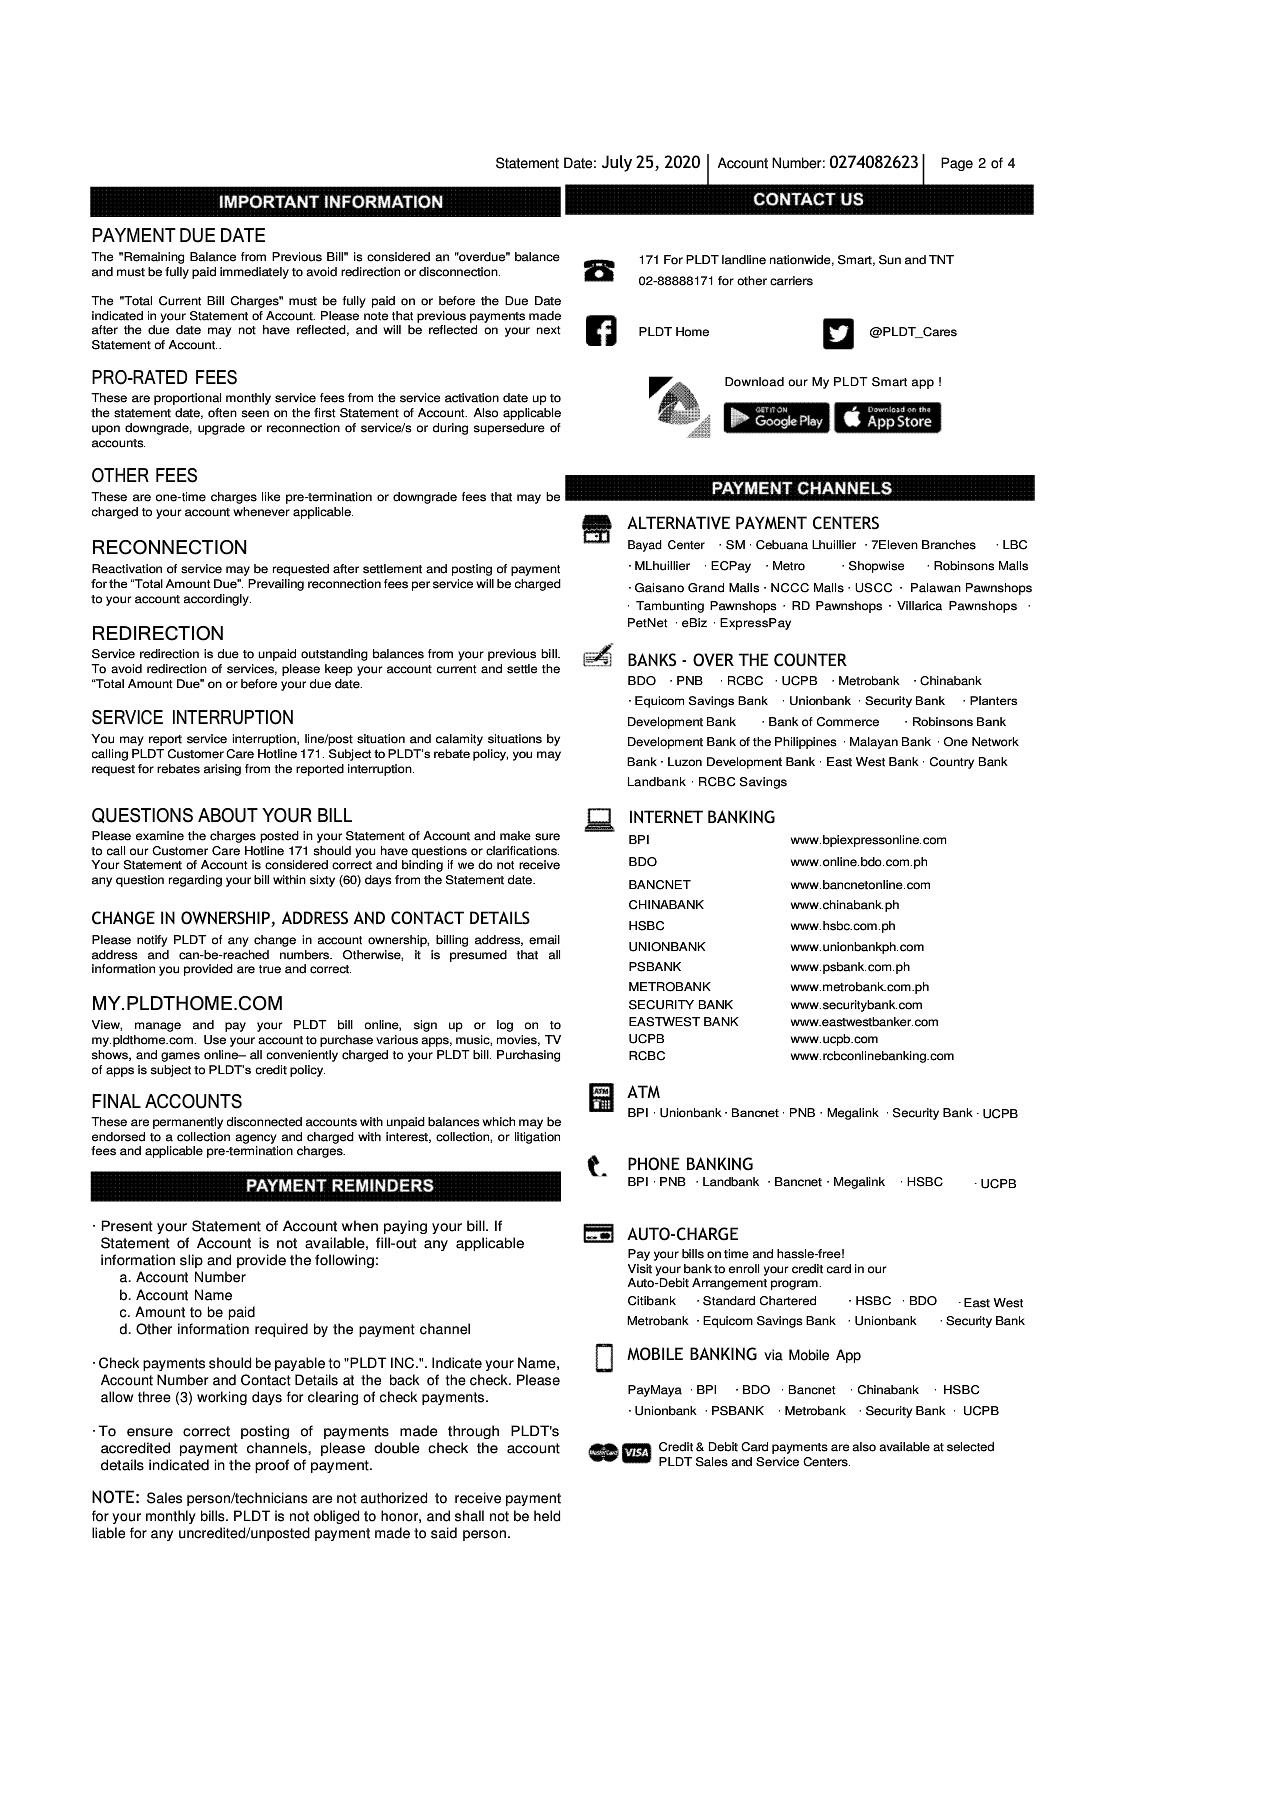 Statement Date: July 25, 2020 Account Number: 0274082623 Page 2 of 4
IMPORTANT INFORMATION
PAYMENT DUE DATE
The "Remaining Balance from Previous Bill" is considered an "overdue" balance
and must be fully paid immediately to avoid redirection or disconnection.
The "Total Current Bill Charges" must be fully paid on or before the Due Date
indicated in your Statement of Account. Please note that previous payments made
after the due date may not have reflected, and will be reflected on your next
Statement of Account..
PRO-RATED FEES
These are proportional monthly service fees from the service activation date up to
the statement date, often seen on the first Statement of Account. Also applicable
upon downgrade, upgrade or reconnection of service/s or during supersedure of
accounts.
OTHER FEES
These are one-time charges like pre-termination or downgrade fees that may be
charged to your account whenever applicable.
RECONNECTION
Reactivation of service may be requested after settlement and posting of payment
for the “Total Amount Due”. Prevailing reconnection fees per service will be charged
to your account accordingly.
REDIRECTION
Service redirection is due to unpaid outstanding balances from your previous bill.
To avoid redirection of services, please keep your account current and settle the
“Total Amount Due” on or before your due date.
SERVICE INTERRUPTION
You may report service interruption, line/post situation and calamity situations by
calling PLDT Customer Care Hotline 171. Subject to PLDT’s rebate policy, you may
request for rebates arising from the reported interruption.
QUESTIONS ABOUT YOUR BILL
Please examine the charges posted in your Statement of Account and make sure
to call our Customer Care Hotline 171 should you have questions or clarifications.
Your Statement of Account is considered correct and binding if we do not receive
any question regarding your bill within sixty (60) days from the Statement date.
CHANGE IN OWNERSHIP, ADDRESS AND CONTACT DETAILS
Please notify PLDT of any change in account ownership, billing address, email
address and can-be-reached numbers. Otherwise, it is presumed that all
information you provided are true and correct.
MY.PLDTHOME.COM
View, manage and pay your PLDT bill online, sign up or log on to
my.pldthome.com. Use your account to purchase various apps, music, movies, TV
shows, and games online– all conveniently charged to your PLDT bill. Purchasing
of apps is subject to PLDT’s credit policy.
FINAL ACCOUNTS
These are permanently disconnected accounts with unpaid balances which may be
endorsed to a collection agency and charged with interest, collection, or litigation
fees and applicable pre-termination charges.
PAYMENT REMINDERS
· Present your Statement of Account when paying your bill. If
Statement of Account is not available, fill-out any applicable
information slip and provide the following:
a. Account Number
b. Account Name
c. Amount to be paid
d. Other information required by the payment channel
· Check payments should be payable to "PLDT INC.". Indicate your Name,
Account Number and Contact Details at the back of the check. Please
allow three (3) working days for clearing of check payments.
· To ensure correct posting of payments made through PLDT's
accredited payment channels, please double check the account
details indicated in the proof of payment.
NOTE: Sales person/technicians are not authorized to receive payment
for your monthly bills. PLDT is not obliged to honor, and shall not be held
liable for any uncredited/unposted payment made to said person.
CONTACT US
171 For PLDT landline nationwide, Smart, Sun and TNT
02-88888171 for other carriers
PLDT Home @PLDT_Cares
Download our My PLDT Smart app !
GET IT ON Google Play Download on the App Store
PAYMENT CHANNELS
ALTERNATIVE PAYMENT CENTERS
Bayad Center · SM · Cebuana Lhuillier · 7Eleven Branches · LBC
· MLhuillier · ECPay · Metro · Shopwise · Robinsons Malls
· Gaisano Grand Malls · NCCC Malls · USCC · Palawan Pawnshops
· Tambunting Pawnshops · RD Pawnshops · Villarica Pawnshops ·
PetNet · eBiz · ExpressPay
BANKS - OVER THE COUNTER
BDO · PNB · RCBC · UCPB · Metrobank · Chinabank
· Equicom Savings Bank · Unionbank · Security Bank · Planters
Development Bank · Bank of Commerce · Robinsons Bank
Development Bank of the Philippines · Malayan Bank · One Network
Bank · Luzon Development Bank · East West Bank · Country Bank
Landbank · RCBC Savings
INTERNET BANKING
BPI www.bpiexpressonline.com
BDO www.online.bdo.com.ph
BANCNET www.bancnetonline.com
CHINABANK www.chinabank.ph
HSBC www.hsbc.com.ph
UNIONBANK www.unionbankph.com
PSBANK www.psbank.com.ph
METROBANK www.metrobank.com.ph
SECURITY BANK www.securitybank.com
EASTWEST BANK www.eastwestbanker.com
UCPB www.ucpb.com
RCBC www.rcbconlinebanking.com
ATM
ATM
BPI · Unionbank · Bancnet · PNB · Megalink · Security Bank · UCPB
PHONE BANKING
BPI · PNB · Landbank · Bancnet · Megalink · HSBC · UCPB
AUTO-CHARGE
Pay your bills on time and hassle-free!
Visit your bank to enroll your credit card in our
Auto-Debit Arrangement program.
Citibank · Standard Chartered · HSBC · BDO · East West
Metrobank · Equicom Savings Bank · Unionbank · Security Bank
MOBILE BANKING via Mobile App
PayMaya · BPI · BDO · Bancnet · Chinabank · HSBC
· Unionbank · PSBANK · Metrobank · Security Bank · UCPB
MasterCard VISA Credit & Debit Card payments are also available at selected
PLDT Sales and Service Centers.